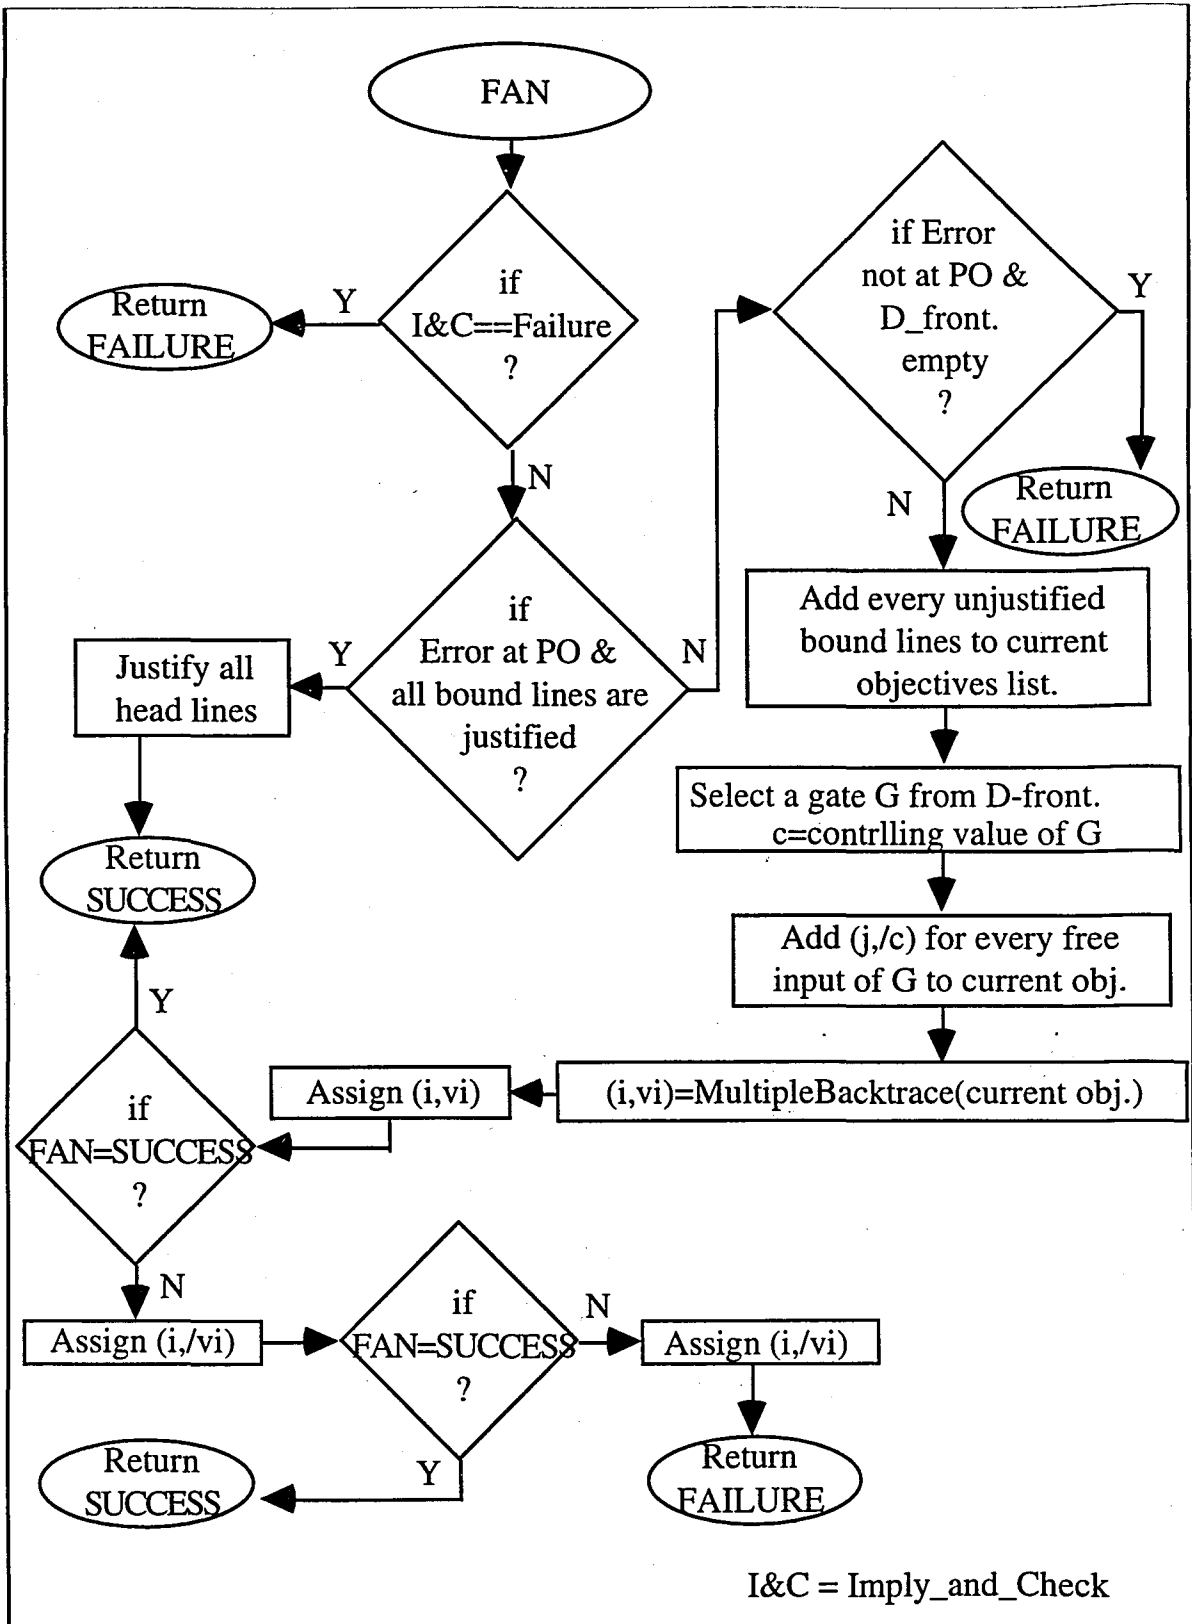 FAN
if
I&C==Failure
?
Y
Return
FAILURE
N
if
Error at PO &
all bound lines are
justified
?
Y
Justify all
head lines
Return
SUCCESS
N
if Error
not at PO &
D_front.
empty
?
Y
Return
FAILURE
N
Add every unjustified
bound lines to current
objectives list.
Select a gate G from D-front.
c=contrlling value of G
Add (j,/c) for every free
input of G to current obj.
(i,vi)=MultipleBacktrace(current obj.)
Assign (i,vi)
if
FAN=SUCCESS
?
Y
N
Assign (i,/vi)
if
FAN=SUCCESS
?
N
Assign (i,/vi)
Return
FAILURE
Y
Return
SUCCESS
I&C = Imply_and_Check